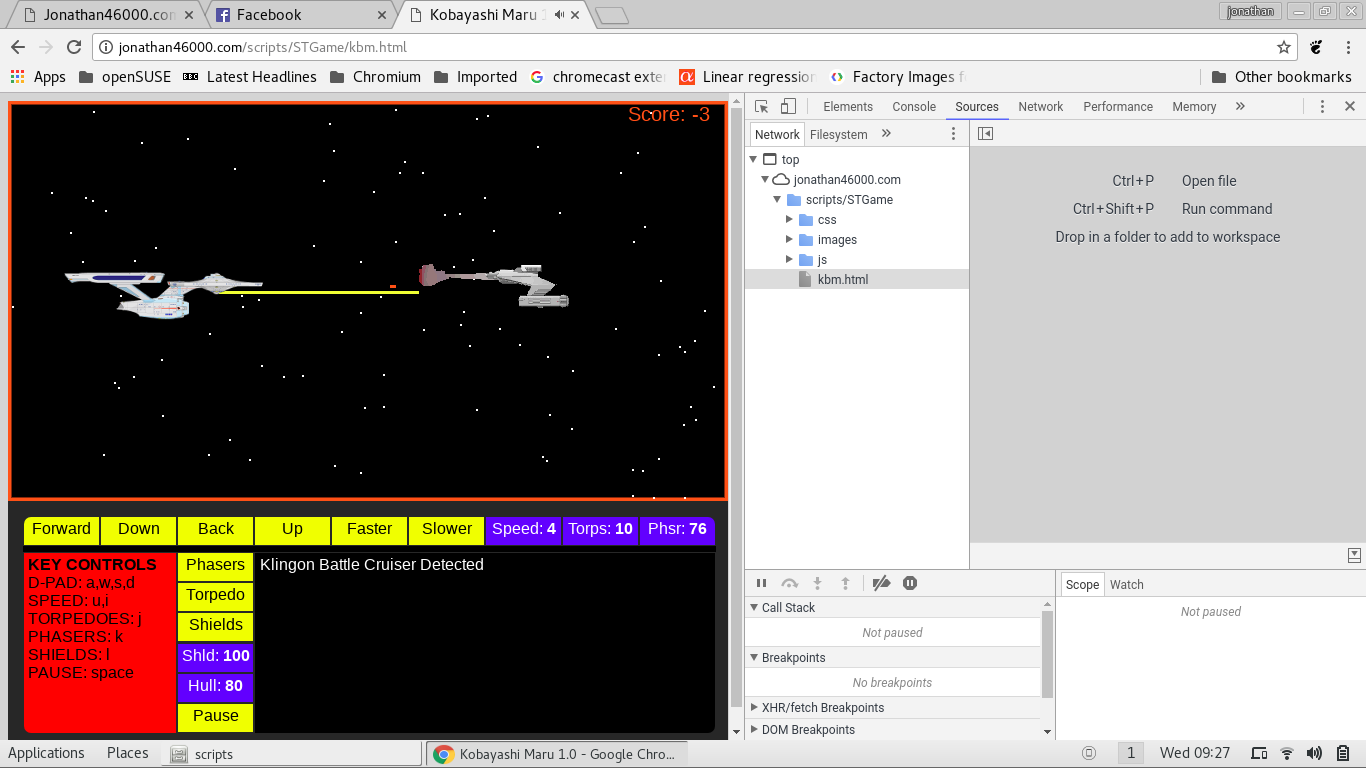 Jonathan46000.con
Facebook
Kobayashi Maru 1
jonathan
jonathan46000.com/scripts/STGame/kbm.html
Apps openSUSE BBC Latest Headlines Chromium Imported chromecast exte Linear regression Factory Images f Other bookmarks
Score: -3
Forward Down Back Up Faster Slower Speed: 4 Torps: 10 Phsr: 76
KEY CONTROLS
D-PAD: a,w,s,d
SPEED: u,i
TORPEDOES: j
PHASERS: k
SHIELDS: l
PAUSE: space
Phasers
Torpedo
Shields
Shld: 100
Hull: 80
Pause
Klingon Battle Cruiser Detected
Elements Console Sources Network Performance Memory »
Network Filesystem »
top
jonathan46000.com
scripts/STGame
css
images
js
kbm.html
Ctrl+P Open file
Ctrl+Shift+P Run command
Drop in a folder to add to workspace
Call Stack
Not paused
Breakpoints
No breakpoints
XHR/fetch Breakpoints
DOM Breakpoints
Scope Watch
Not paused
Applications Places scripts Kobayashi Maru 1.0 - Google Chro... 1 Wed 09:27